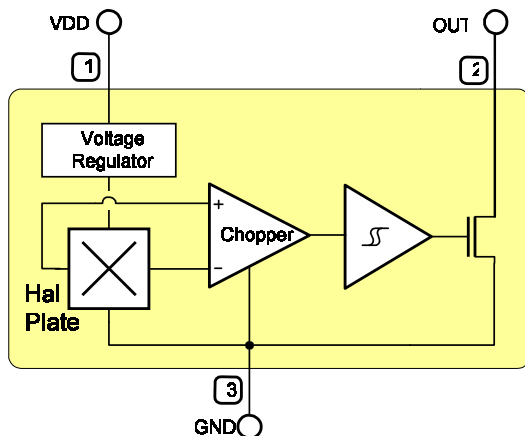 VDD
OUT
1
2
Voltage
Regulator
+
Chopper
−
Hal
Plate
3
GND